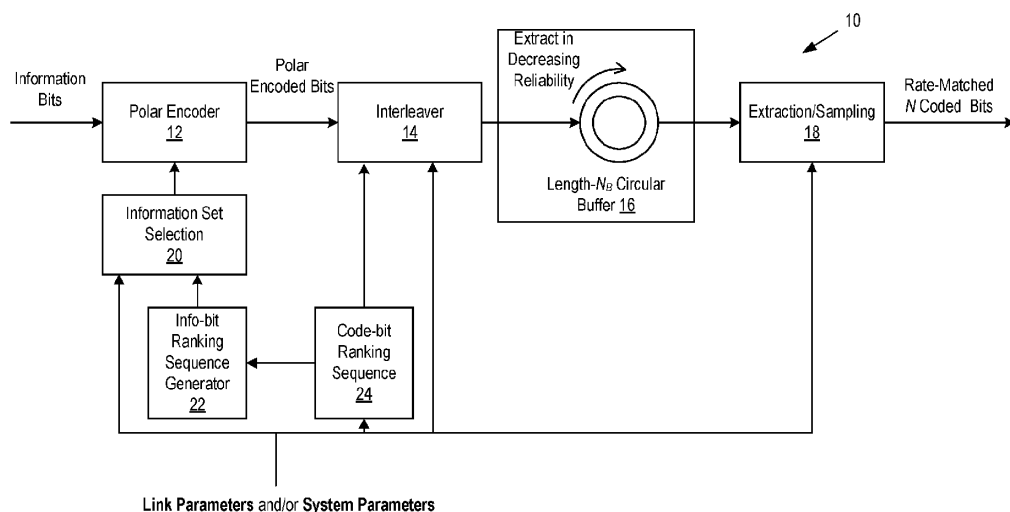 10
Information
Bits
Polar Encoder
12
Polar
Encoded Bits
Interleaver
14
Extract in
Decreasing
Reliability
Length-N_B Circular
Buffer 16
Extraction/Sampling
18
Rate-Matched
N Coded Bits
Information Set
Selection
20
Info-bit
Ranking
Sequence
Generator
22
Code-bit
Ranking
Sequence
24
Link Parameters and/or System Parameters